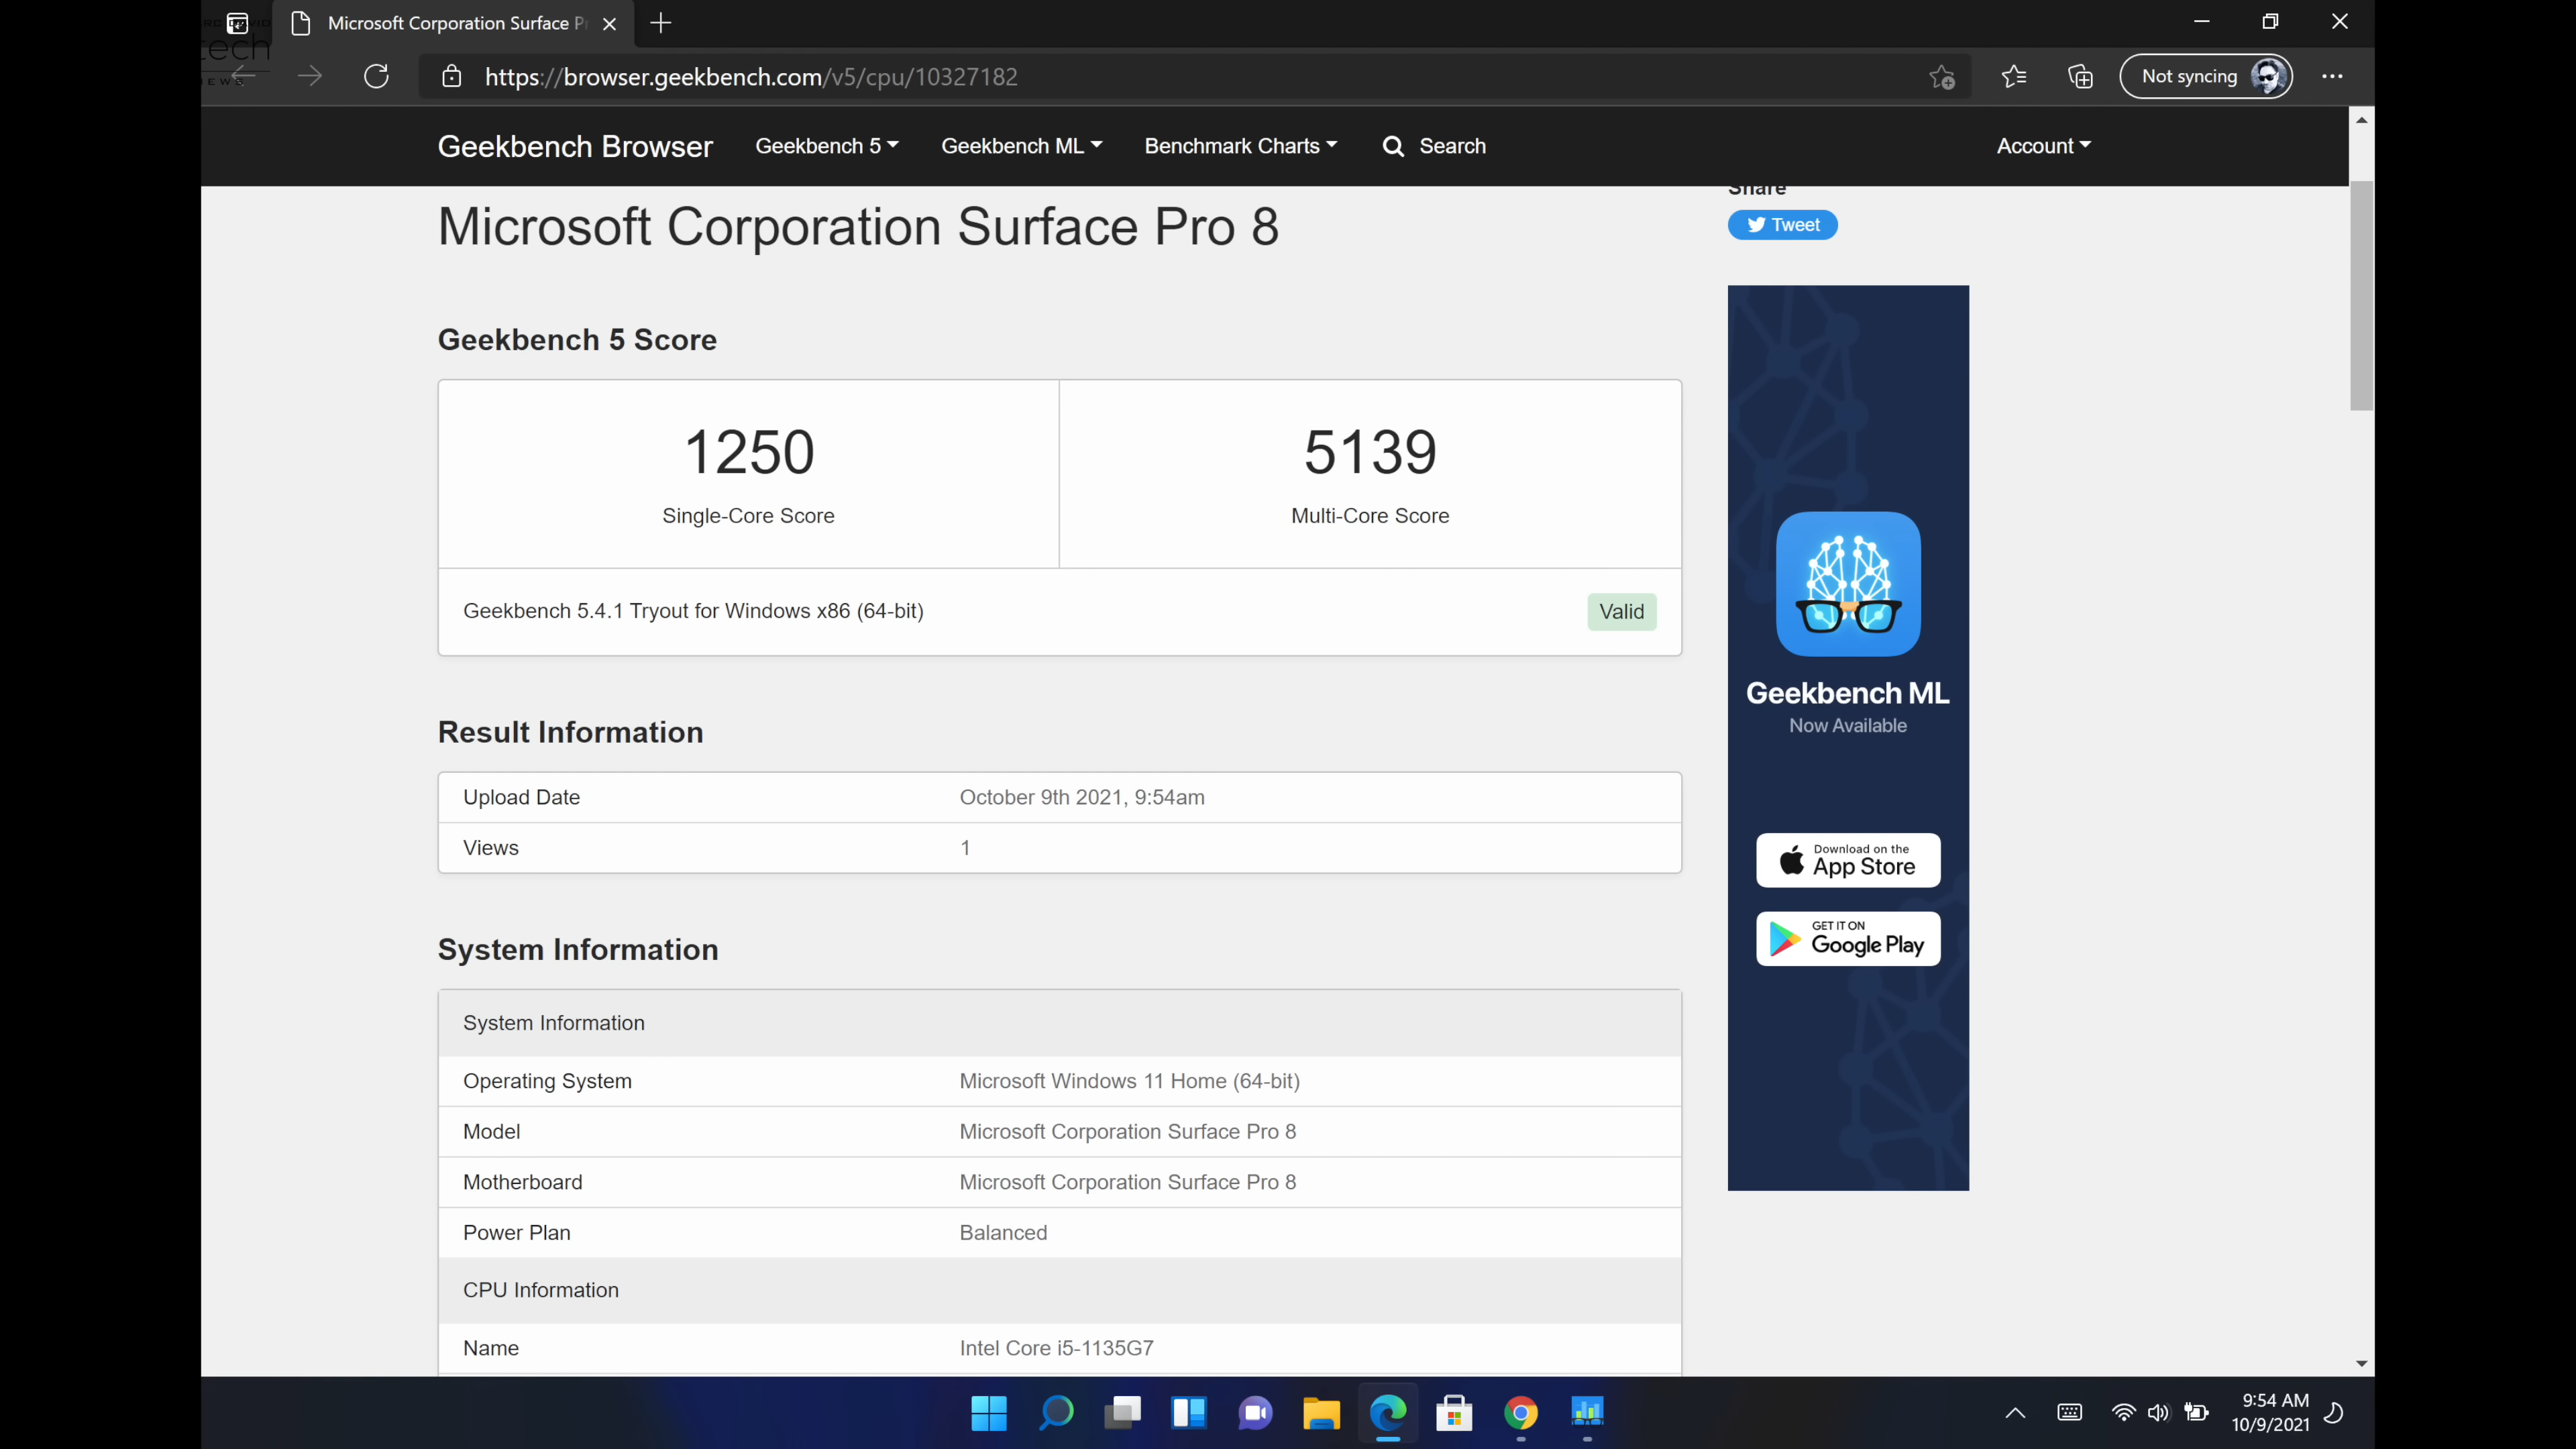 Microsoft Corporation Surface Pr
tech
NEWS
https://browser.geekbench.com/v5/cpu/10327182
Not syncing
Geekbench Browser
Geekbench 5
Geekbench ML
Benchmark Charts
Search
Account
Microsoft Corporation Surface Pro 8
Share
Tweet
Geekbench 5 Score
1250
Single-Core Score
5139
Multi-Core Score
Geekbench 5.4.1 Tryout for Windows x86 (64-bit)
Valid
Result Information
Upload Date October 9th 2021, 9:54am
Views 1
System Information
System Information
Operating System Microsoft Windows 11 Home (64-bit)
Model Microsoft Corporation Surface Pro 8
Motherboard Microsoft Corporation Surface Pro 8
Power Plan Balanced
CPU Information
Name Intel Core i5-1135G7
Geekbench ML
Now Available
Download on the
App Store
GET IT ON
Google Play
9:54 AM
10/9/2021